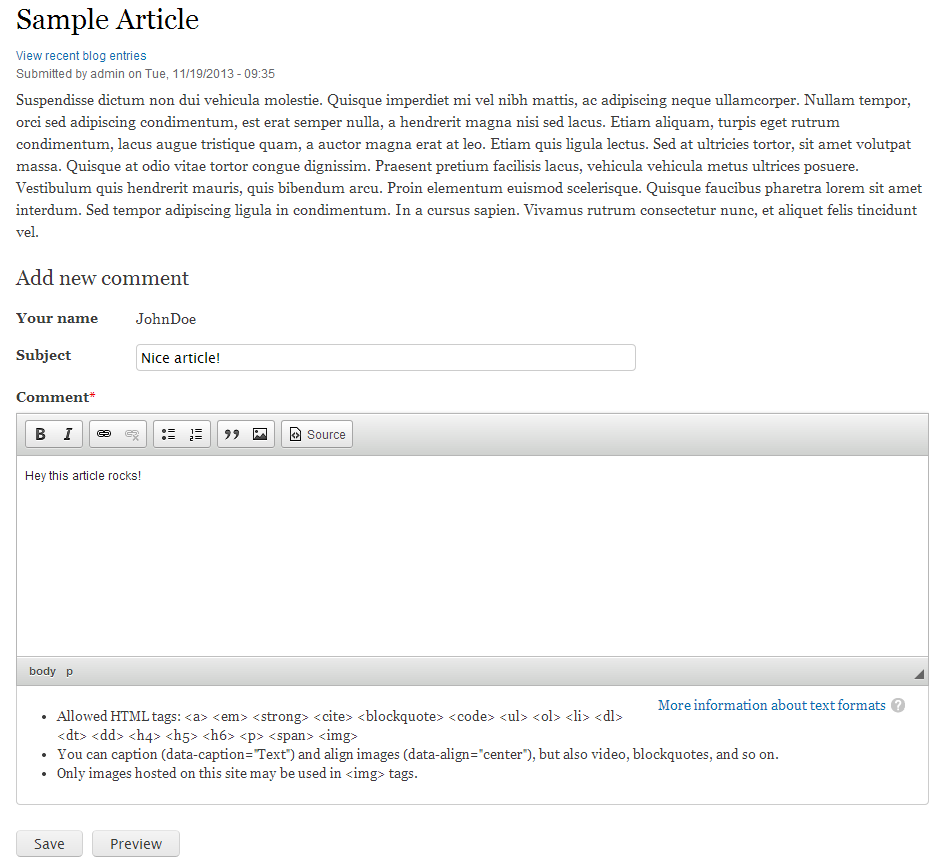 Sample Article
View recent blog entries
Submitted by admin on Tue, 11/19/2013 - 09:35
Suspendisse dictum non dui vehicula molestie. Quisque imperdiet mi vel nibh mattis, ac adipiscing neque ullamcorper. Nullam tempor,
orci sed adipiscing condimentum, est erat semper nulla, a hendrerit magna nisi sed lacus. Etiam aliquam, turpis eget rutrum
condimentum, lacus augue tristique quam, a auctor magna erat at leo. Etiam quis ligula lectus. Sed at ultricies tortor, sit amet volutpat
massa. Quisque at odio vitae tortor congue dignissim. Praesent pretium facilisis lacus, vehicula vehicula metus ultrices posuere.
Vestibulum quis hendrerit mauris, quis bibendum arcu. Proin elementum euismod scelerisque. Quisque faucibus pharetra lorem sit amet
interdum. Sed tempor adipiscing ligula in condimentum. In a cursus sapien. Vivamus rutrum consectetur nunc, et aliquet felis tincidunt
vel.
Add new comment
Your name JohnDoe
Subject Nice article!
Comment*
B I Source
Hey this article rocks!
body p
More information about text formats ?
• Allowed HTML tags: <a> <em> <strong> <cite> <blockquote> <code> <ul> <ol> <li> <dl>
<dt> <dd> <h4> <h5> <h6> <p> <span> <img>
• You can caption (data-caption="Text") and align images (data-align="center"), but also video, blockquotes, and so on.
• Only images hosted on this site may be used in <img> tags.
Save Preview